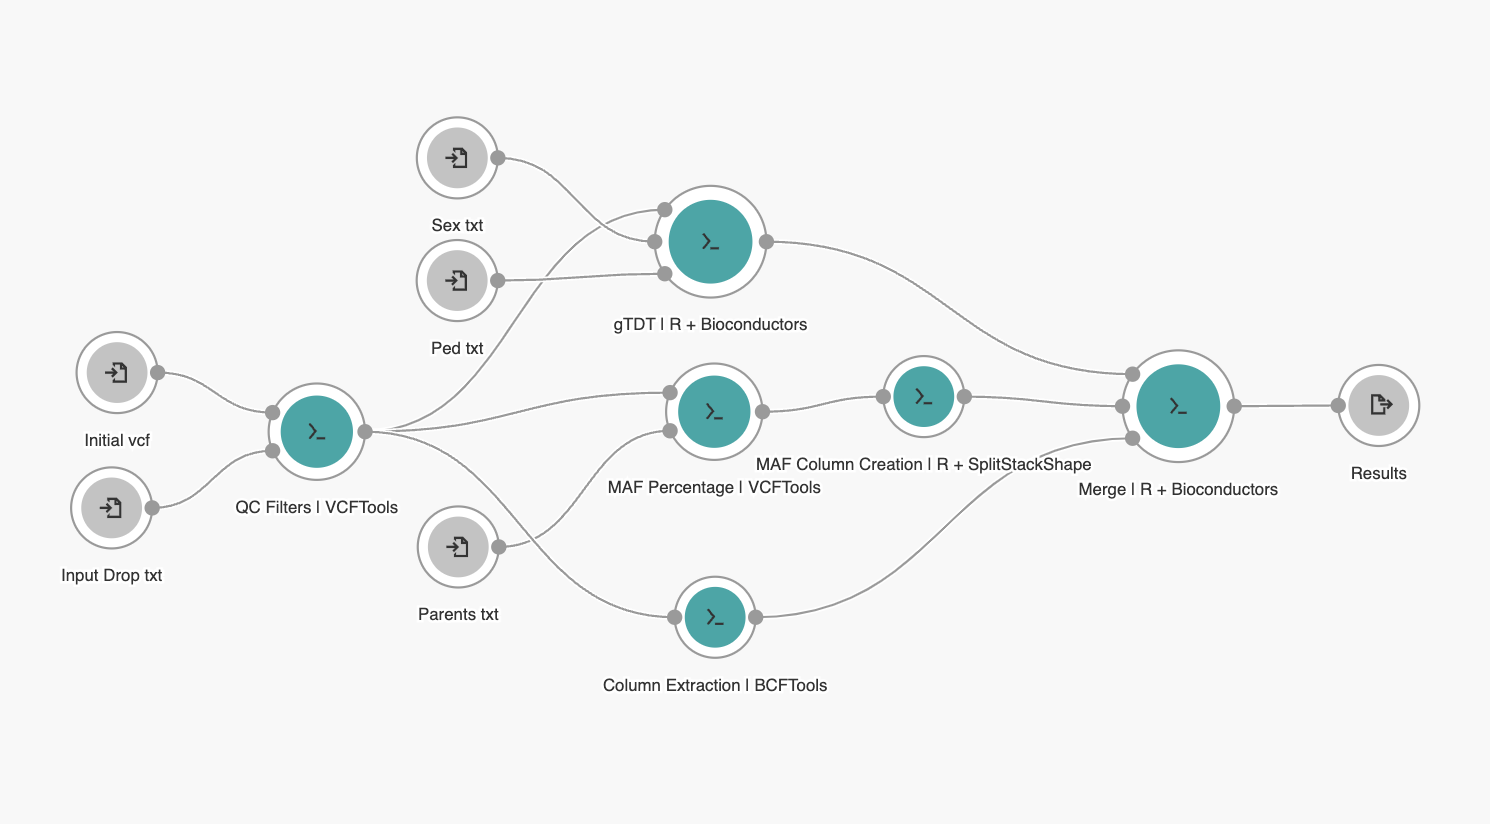 Sex txt
Ped txt
gTDT | R + Bioconductors
Initial vcf
Input Drop txt
QC Filters | VCFTools
MAF Percentage | VCFTools
MAF Column Creation | R + SplitStackShape
Merge | R + Bioconductors
Results
Parents txt
Column Extraction | BCFTools